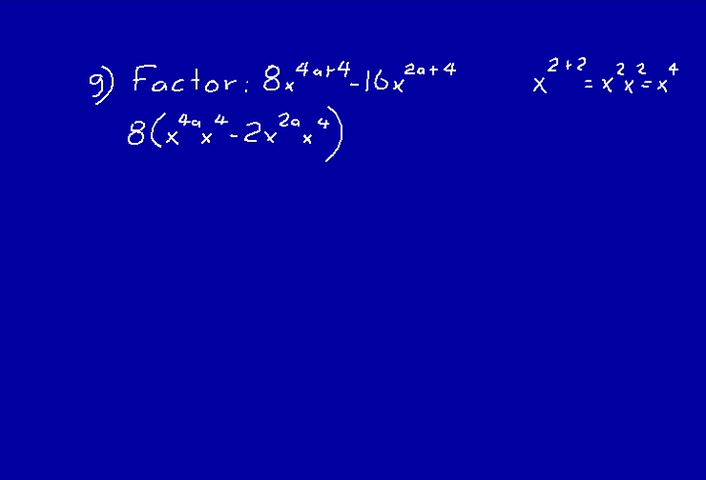 9) Factor: 8x^{4a+4} - 16x^{2a+4}
x^{2+2} = x^2 x^2 = x^4
8(x^{4a} x^4 - 2x^{2a} x^4)